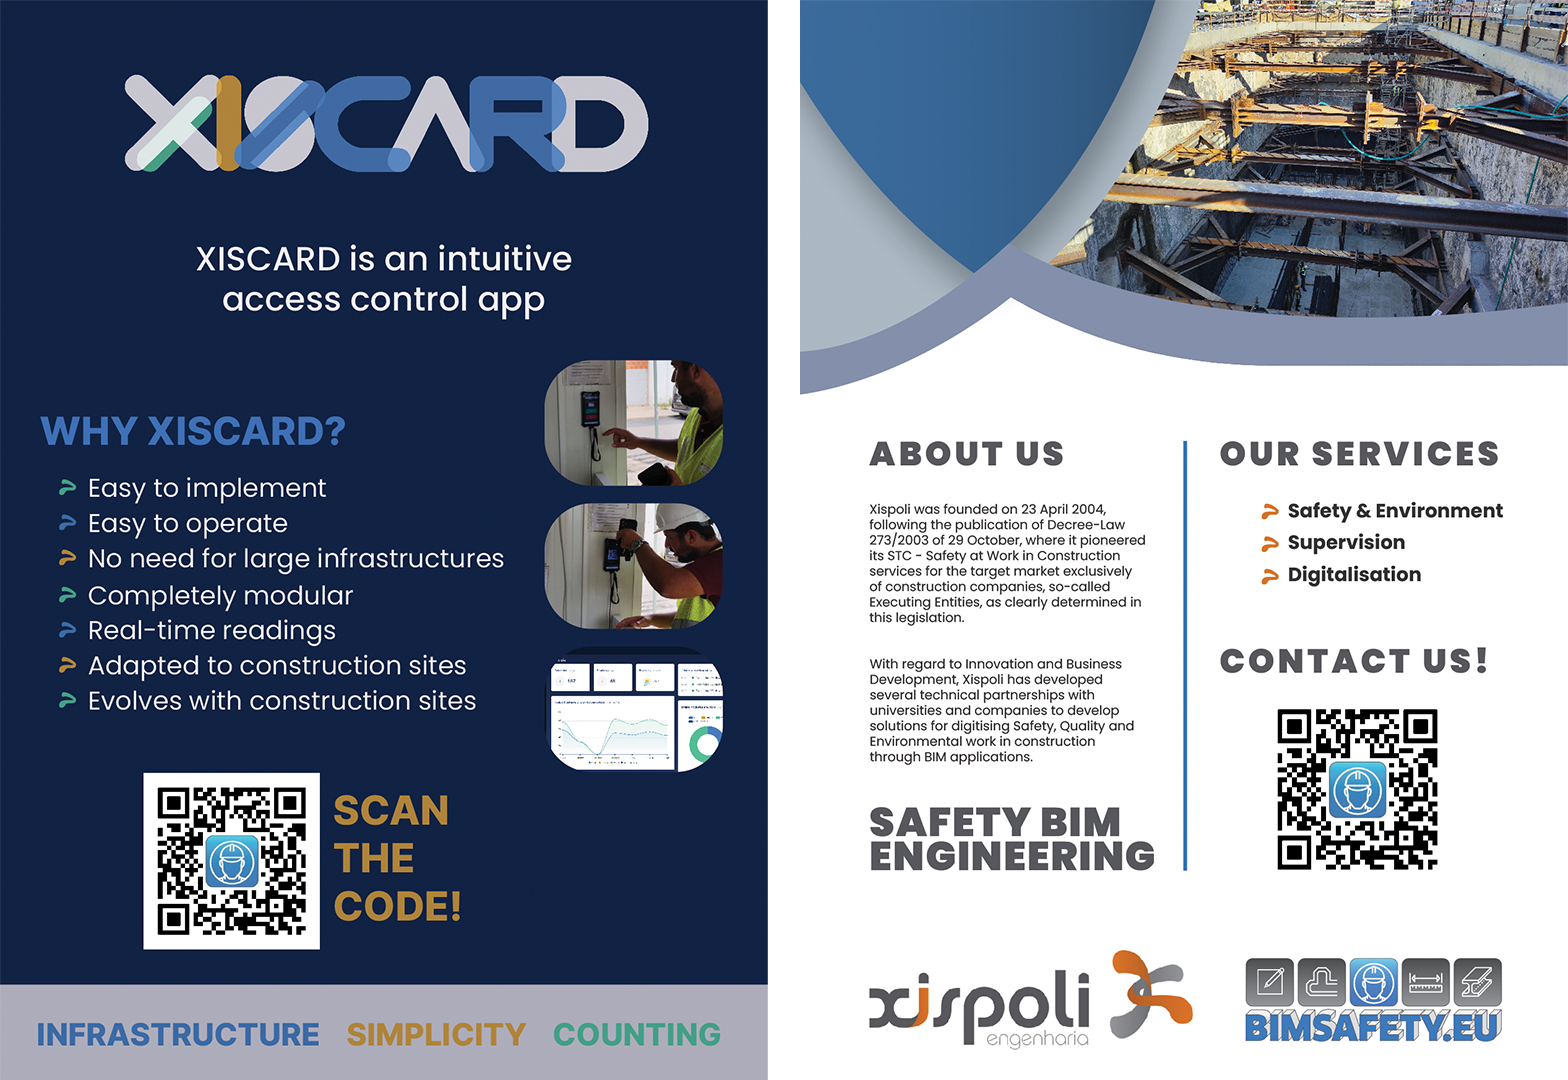 XISCARD
XISCARD is an intuitive
access control app
WHY XISCARD?
Easy to implement
Easy to operate
No need for large infrastructures
Completely modular
Real-time readings
Adapted to construction sites
Evolves with construction sites
SCAN
THE
CODE!
INFRASTRUCTURE SIMPLICITY COUNTING
ABOUT US
Xispoli was founded on 23 April 2004,
following the publication of Decree-Law
273/2003 of 29 October, where it pioneered
its STC - Safety at Work in Construction
services for the target market exclusively
of construction companies, so-called
Executing Entities, as clearly determined in
this legislation.
With regard to Innovation and Business
Development, Xispoli has developed
several technical partnerships with
universities and companies to develop
solutions for digitising Safety, Quality and
Environmental work in construction
through BIM applications.
SAFETY BIM
ENGINEERING
OUR SERVICES
Safety & Environment
Supervision
Digitalisation
CONTACT US!
xispoli
engenharia
BIMSAFETY.EU